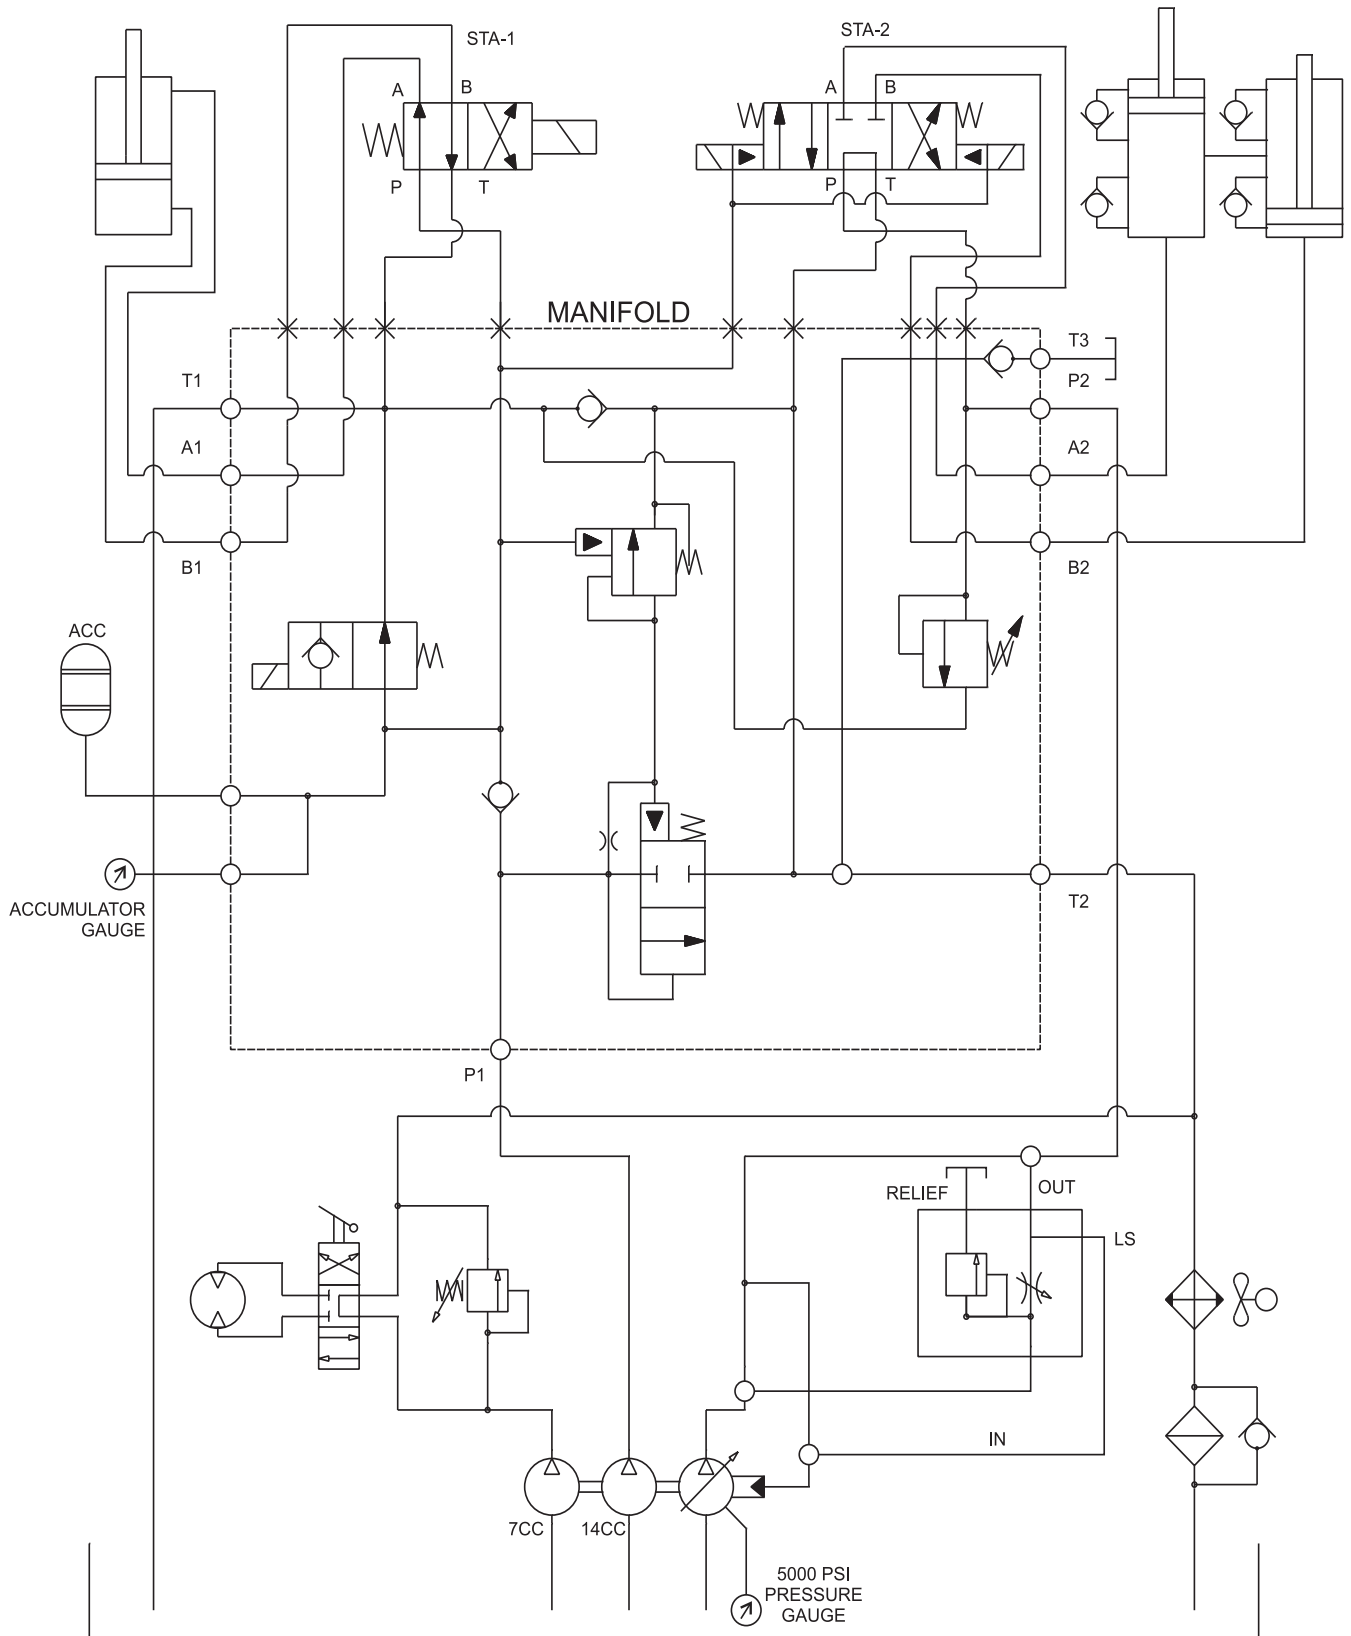 STA-1
STA-2
A
B
A
B
P
T
P
T
MANIFOLD
T3
P2
T1
A1
A2
B1
B2
ACC
ACCUMULATOR
GAUGE
T2
P1
RELIEF
OUT
LS
IN
7CC
14CC
5000 PSI
PRESSURE
GAUGE